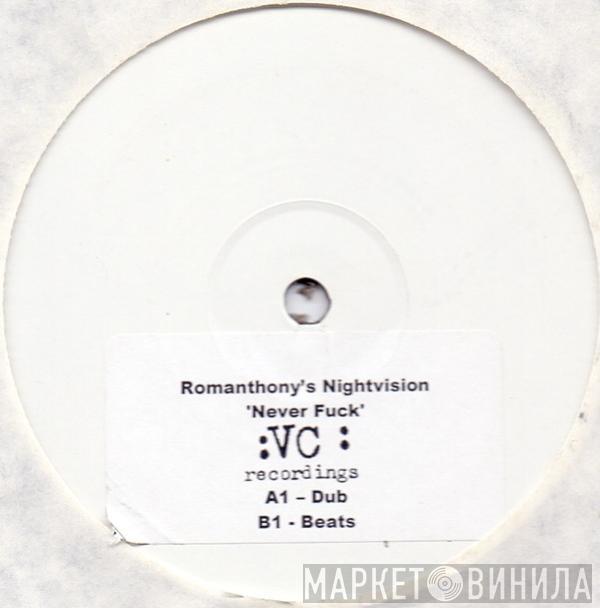 Romanthony's Nightvision
'Never Fuck'
:VC :
recordings
A1 – Dub
B1 - Beats
МАРКЕТ ВИНИЛА